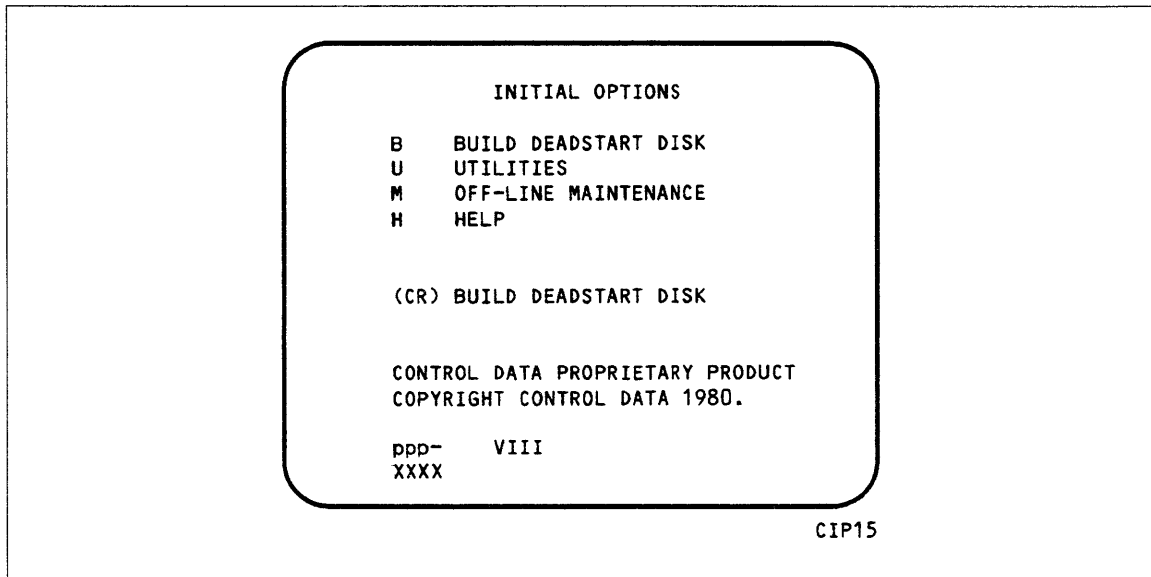 INITIAL OPTIONS
B BUILD DEADSTART DISK
U UTILITIES
M OFF-LINE MAINTENANCE
H HELP
(CR) BUILD DEADSTART DISK
CONTROL DATA PROPRIETARY PRODUCT
COPYRIGHT CONTROL DATA 1980.
ppp- VIII
XXXX
CIP15